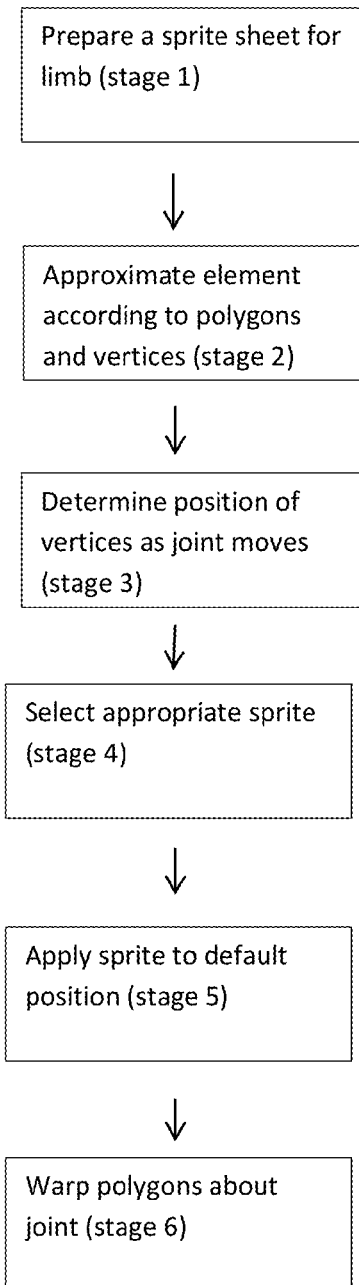 Prepare a sprite sheet for
limb (stage 1)
Approximate element
according to polygons
and vertices (stage 2)
Determine position of
vertices as joint moves
(stage 3)
Select appropriate sprite
(stage 4)
Apply sprite to default
position (stage 5)
Warp polygons about
joint (stage 6)